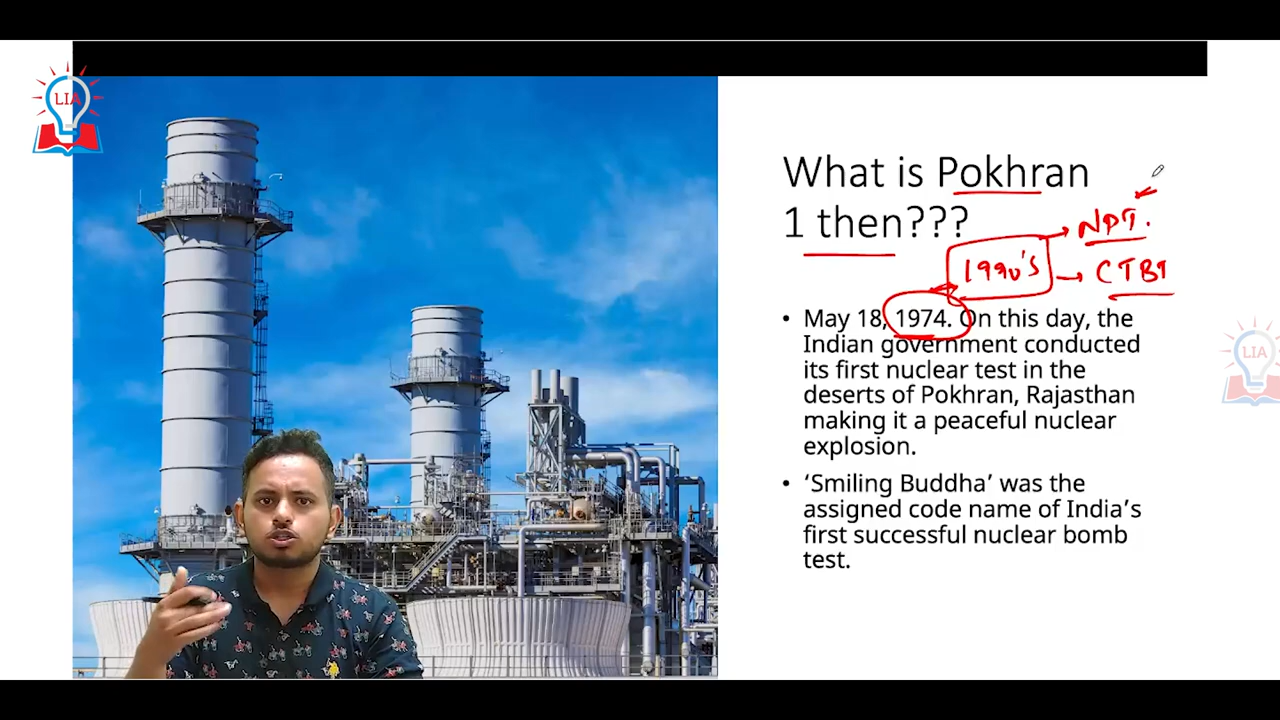 LIA
What is Pokhran
1 then???
NPT.
1990's
CTBT
• May 18, 1974. On this day, the
Indian government conducted
its first nuclear test in the
deserts of Pokhran, Rajasthan
making it a peaceful nuclear
explosion.
• ‘Smiling Buddha’ was the
assigned code name of India’s
first successful nuclear bomb
test.
LIA